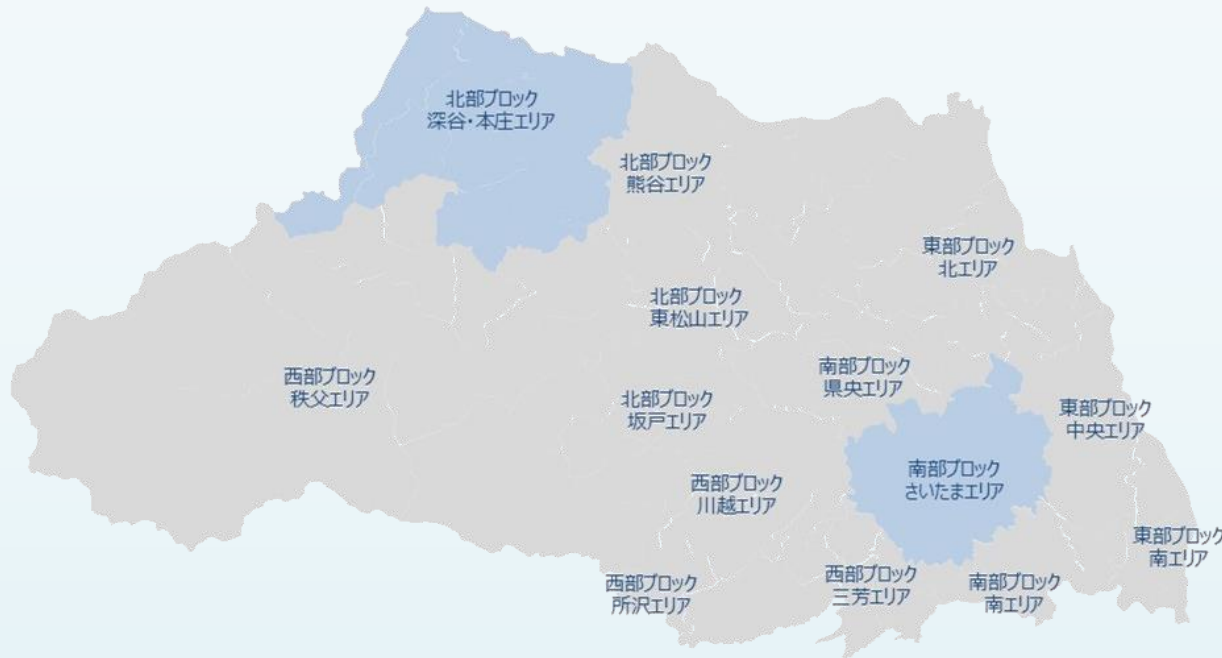 北部ブロック
深谷・本庄エリア
北部ブロック
熊谷エリア
東部ブロック
北エリア
北部ブロック
東松山エリア
南部ブロック
県央エリア
西部ブロック
秩父エリア
北部ブロック
坂戸エリア
東部ブロック
中央エリア
南部ブロック
さいたまエリア
西部ブロック
川越エリア
東部ブロック
南エリア
西部ブロック
三芳エリア
西部ブロック
所沢エリア
南部ブロック
南エリア